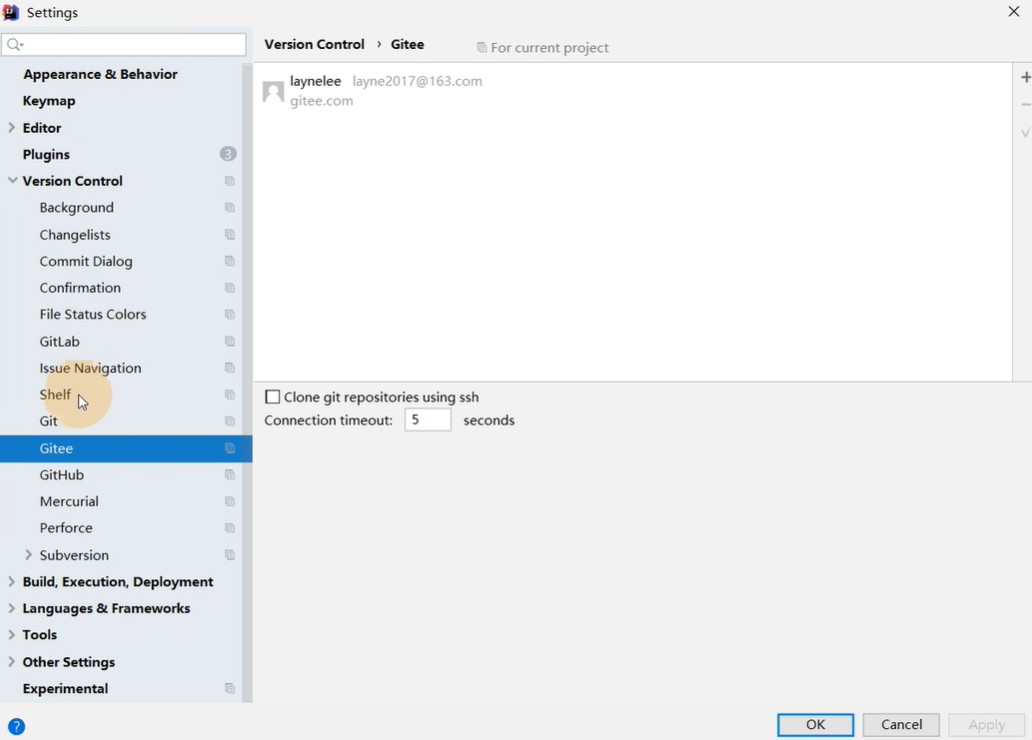 Settings
Version Control › Gitee
For current project
Appearance & Behavior
Keymap
Editor
Plugins 3
Version Control
Background
Changelists
Commit Dialog
Confirmation
File Status Colors
GitLab
Issue Navigation
Shelf
Git
Gitee
GitHub
Mercurial
Perforce
Subversion
Build, Execution, Deployment
Languages & Frameworks
Tools
Other Settings
Experimental
laynelee layne2017@163.com
gitee.com
Clone git repositories using ssh
Connection timeout: 5 seconds
?
OK Cancel Apply